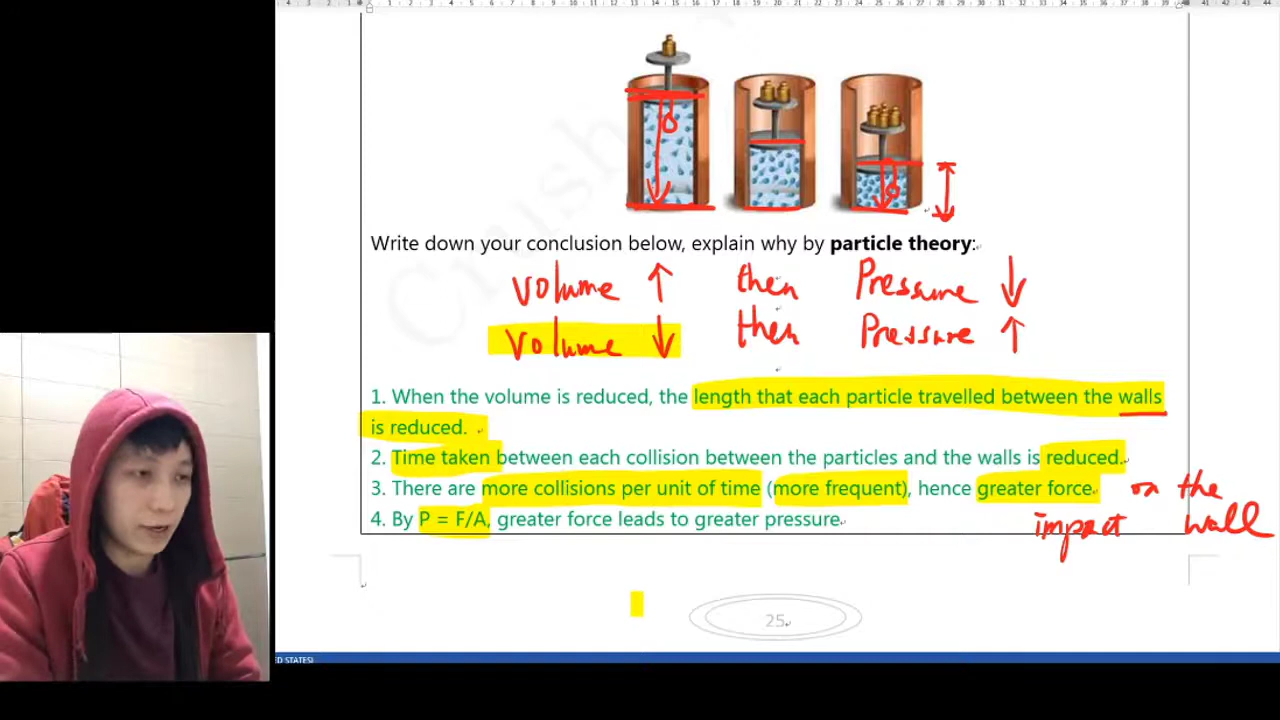 Crush
Write down your conclusion below, explain why by particle theory:
volume ↑ then Pressure ↓
volume ↓ then Pressure ↑
1. When the volume is reduced, the length that each particle travelled between the walls
is reduced.
2. Time taken between each collision between the particles and the walls is reduced.
3. There are more collisions per unit of time (more frequent), hence greater force. on the
impact wall
4. By P = F/A, greater force leads to greater pressure.
25
D STATES)